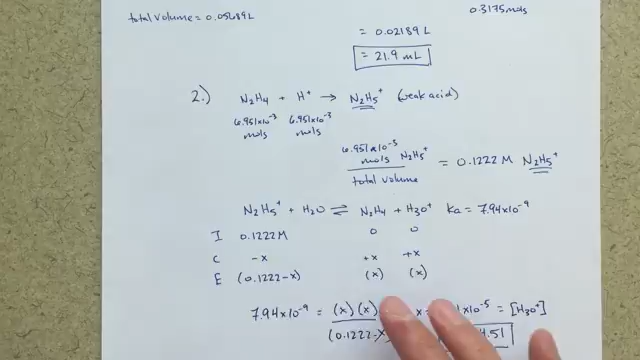 total volume = 0.05689L
0.3175 mols
= 0.02189 L
= 21.9 mL
2.)
N₂H₄ + H⁺ → N₂H₅⁺ (weak acid)
6.951x10⁻³ mols 6.951x10⁻³ mols
6.951x10⁻³ mols N₂H₅⁺ / total volume = 0.1222 M N₂H₅⁺
N₂H₅⁺ + H₂O ⇌ N₂H₄ + H₃O⁺ Ka = 7.94x10⁻⁹
I 0.1222M 0 0
C -x +x +x
E (0.1222-x) (x) (x)
7.94x10⁻⁹ = (x)(x) / (0.1222-x) x = x10⁻⁵ = [H₃O⁺]
4.51